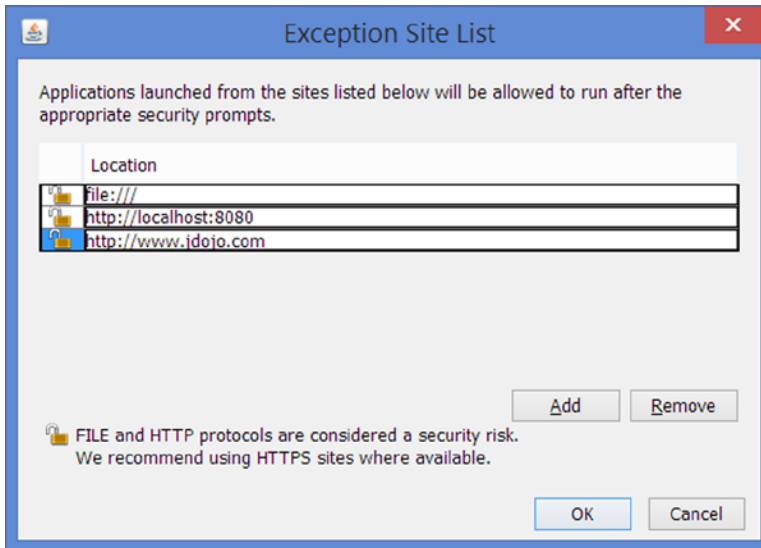 Exception Site List
Applications launched from the sites listed below will be allowed to run after the
appropriate security prompts.
Location
file:///
http://localhost:8080
http://www.jdojo.com
Add
Remove
FILE and HTTP protocols are considered a security risk.
We recommend using HTTPS sites where available.
OK
Cancel